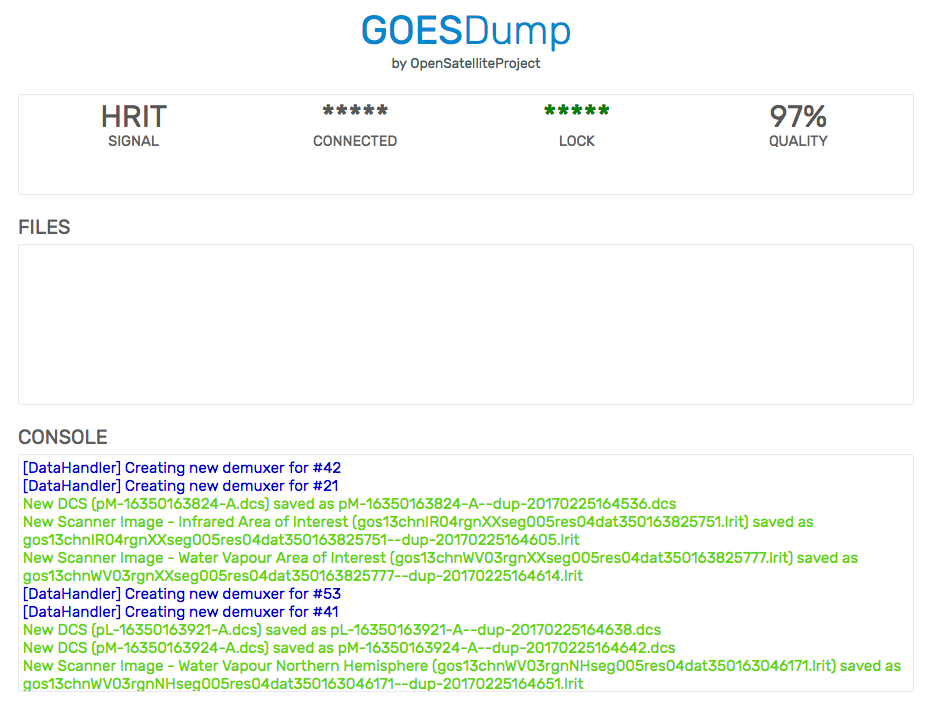 GOESDump
by OpenSatelliteProject
HRIT ***** ***** 97%
SIGNAL CONNECTED LOCK QUALITY
FILES
CONSOLE
[DataHandler] Creating new demuxer for #42
[DataHandler] Creating new demuxer for #21
New DCS (pM-16350163824-A.dcs) saved as pM-16350163824-A--dup-20170225164536.dcs
New Scanner Image - Infrared Area of Interest (gos13chnIR04rgnXXseg005res04dat350163825751.lrit) saved as
gos13chnIR04rgnXXseg005res04dat350163825751--dup-20170225164605.lrit
New Scanner Image - Water Vapour Area of Interest (gos13chnWV03rgnXXseg005res04dat350163825777.lrit) saved as
gos13chnWV03rgnXXseg005res04dat350163825777--dup-20170225164614.lrit
[DataHandler] Creating new demuxer for #53
[DataHandler] Creating new demuxer for #41
New DCS (pL-16350163921-A.dcs) saved as pL-16350163921-A--dup-20170225164638.dcs
New DCS (pM-16350163924-A.dcs) saved as pM-16350163924-A--dup-20170225164642.dcs
New Scanner Image - Water Vapour Northern Hemisphere (gos13chnWV03rgnNHseg005res04dat350163046171.lrit) saved as
gos13chnWV03rgnNHseg005res04dat350163046171--dup-20170225164651.lrit